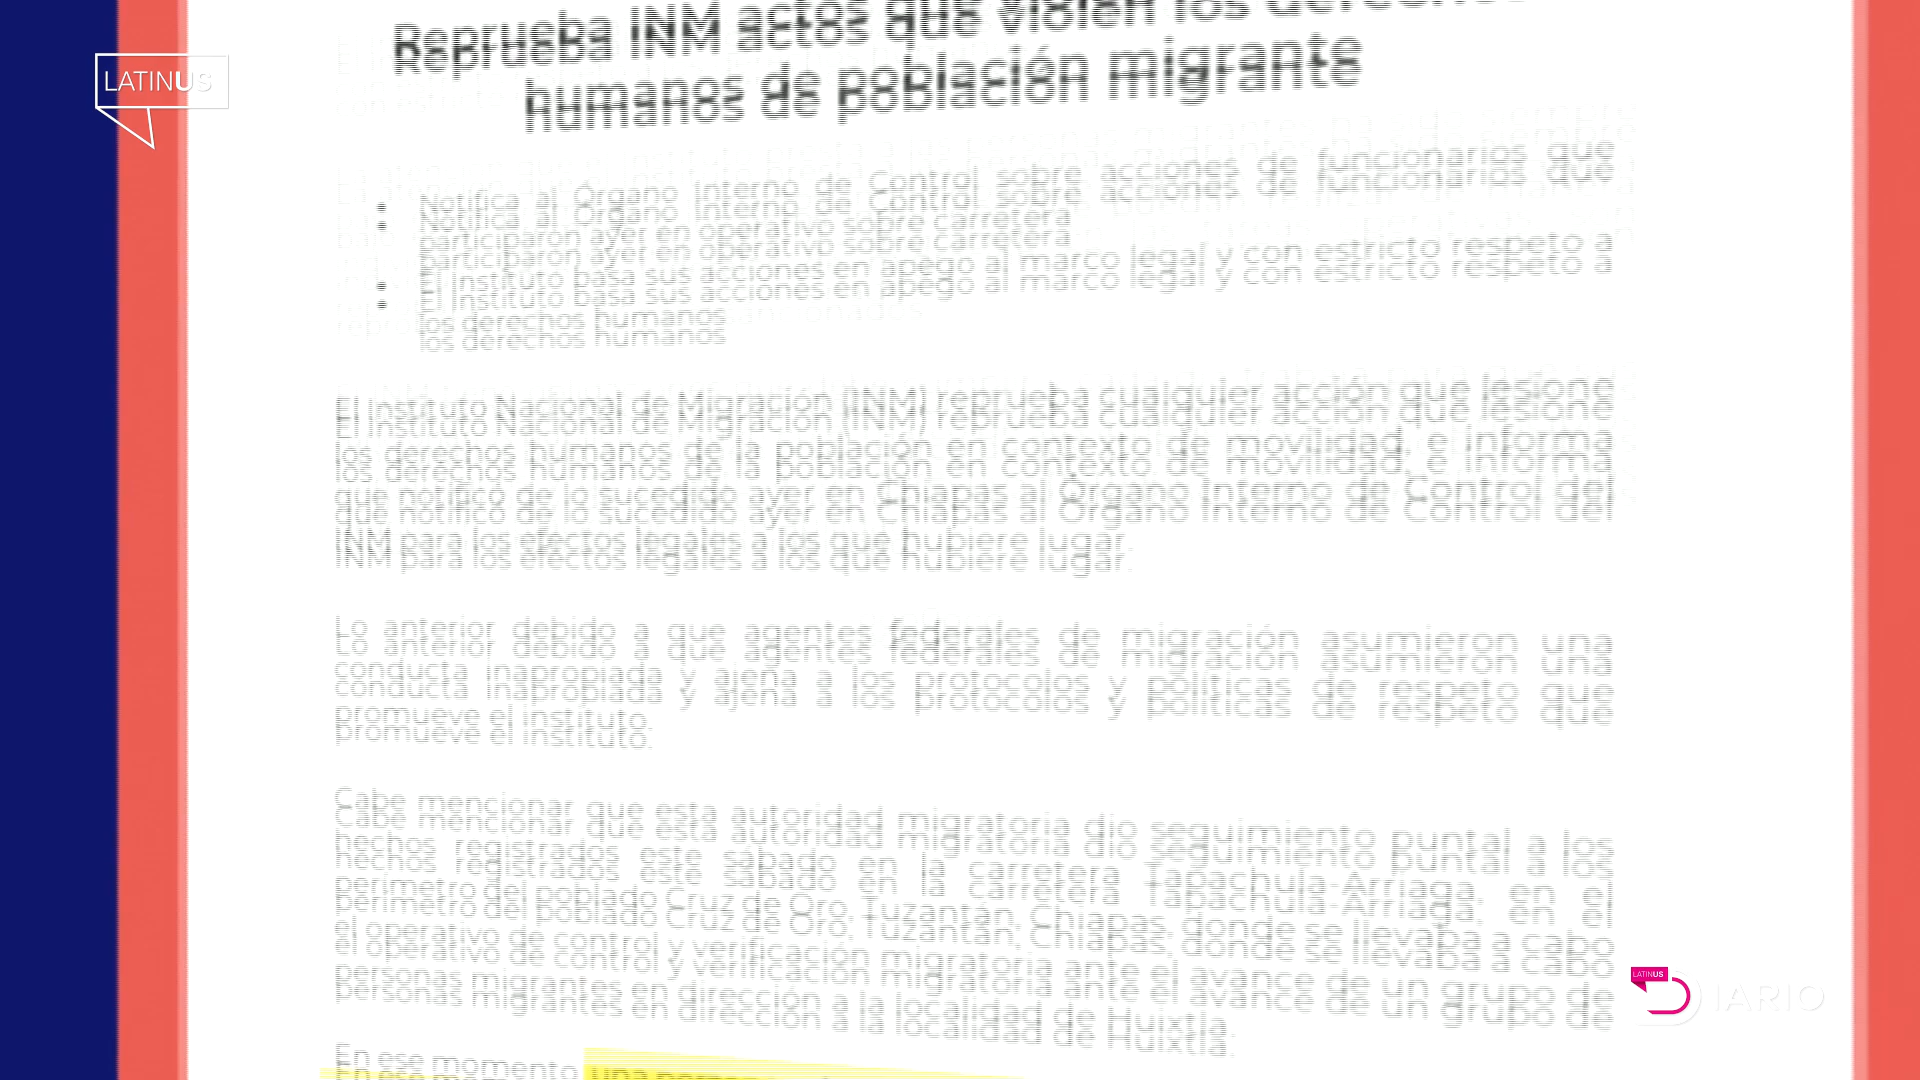 LATINUS
Reprueba INM actos que violen los
humanos de población migrante
Notifica al Órgano Interno de Control sobre acciones de funcionarios que
participaron ayer en operativo sobre carretera
El Instituto basa sus acciones en apego al marco legal y con estricto respeto a
los derechos humanos
El Instituto Nacional de Migración (INM) reprueba cualquier acción que lesione
los derechos humanos de la población en contexto de movilidad, e informa
que notificó de lo sucedido ayer en Chiapas al Órgano Interno de Control del
INM para los efectos legales a los que hubiere lugar.
Lo anterior debido a que agentes federales de migración asumieron una
conducta inapropiada y ajena a los protocolos y políticas de respeto que
promueve el instituto.
Cabe mencionar que esta autoridad migratoria dio seguimiento puntal a los
hechos registrados este sábado en la carretera Tapachula-Arriaga, en el
perímetro del poblado Cruz de Oro, Tuzantán, Chiapas, donde se llevaba a cabo
el operativo de control y verificación migratoria ante el avance de un grupo de
personas migrantes en dirección a la localidad de Huixtla.
En ese momento una
LATINUS
DIARIO